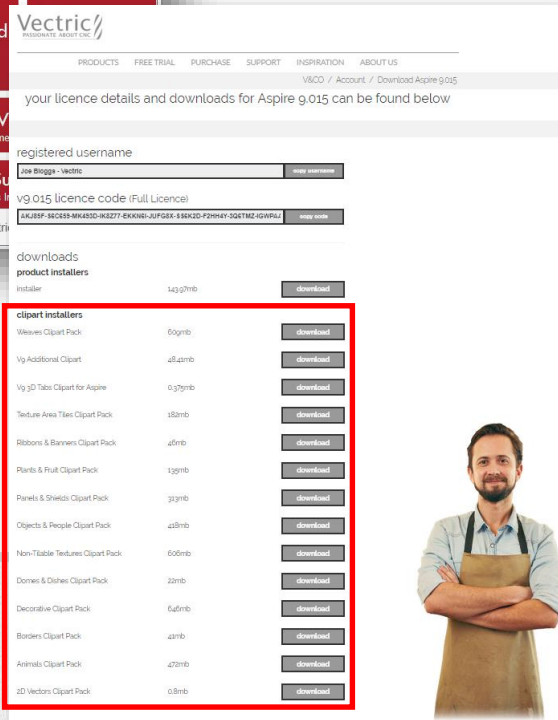 Vectric
PASSIONATE ABOUT CNC
PRODUCTS FREE TRIAL PURCHASE SUPPORT INSPIRATION ABOUT US
V&CO / Account / Download Aspire 9.015
your licence details and downloads for Aspire 9.015 can be found below
registered username
Joe Bloggs - Vectric copy username
v9.015 licence code (Full Licence)
copy code
downloads
product installers
installer 143.97mb download
clipart installers
Weaves Clipart Pack 609mb download
V9 Additional Clipart 48.41mb download
V9 3D Tabs Clipart for Aspire 0.375mb download
Texture Area Tiles Clipart Pack 182mb download
Ribbons & Banners Clipart Pack 46mb download
Plants & Fruit Clipart Pack 135mb download
Panels & Shields Clipart Pack 313mb download
Objects & People Clipart Pack 418mb download
Non-Tilable Textures Clipart Pack 606mb download
Domes & Dishes Clipart Pack 22mb download
Decorative Clipart Pack 646mb download
Borders Clipart Pack 41mb download
Animals Clipart Pack 472mb download
2D Vectors Clipart Pack 0.8mb download